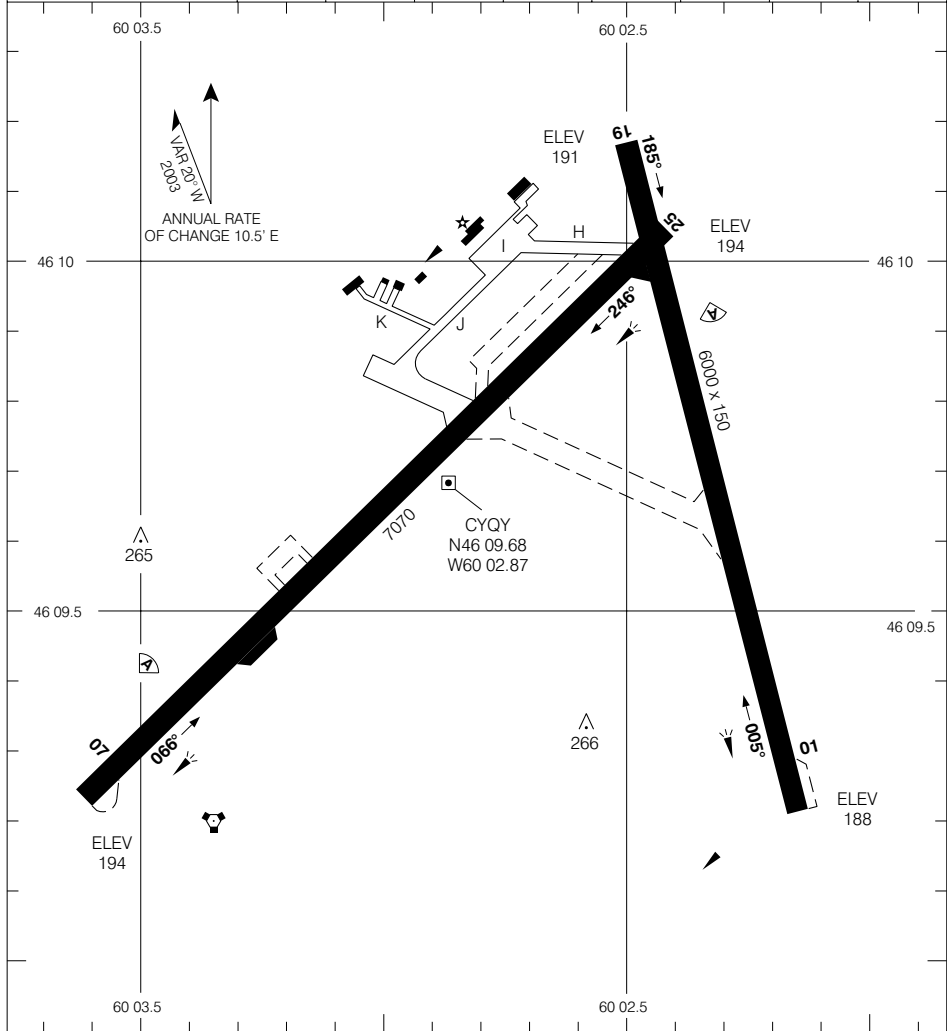 60 03.5
60 02.5
VAR 20° W
2003
ANNUAL RATE
OF CHANGE 10.5' E
ELEV
191
19
185°
25
ELEV
194
H
I
46 10
46 10
K
J
246°
A
6000 x 150
7070
CYQY
N46 09.68
W60 02.87
265
46 09.5
46 09.5
A
266
07
066°
005°
01
ELEV
188
ELEV
194
60 03.5
60 02.5